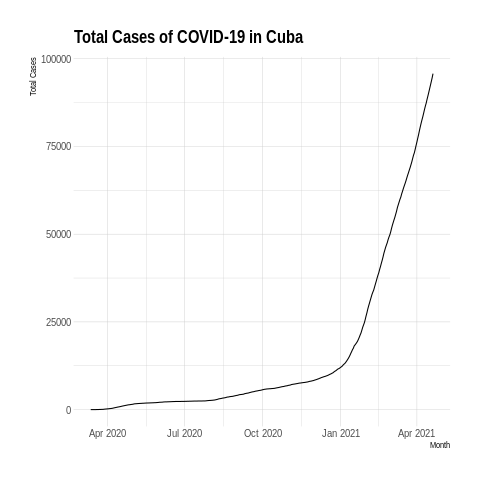 Total Cases of COVID-19 in Cuba
Total Cases
100000
75000
50000
25000
0
Apr 2020 Jul 2020 Oct 2020 Jan 2021 Apr 2021
Month